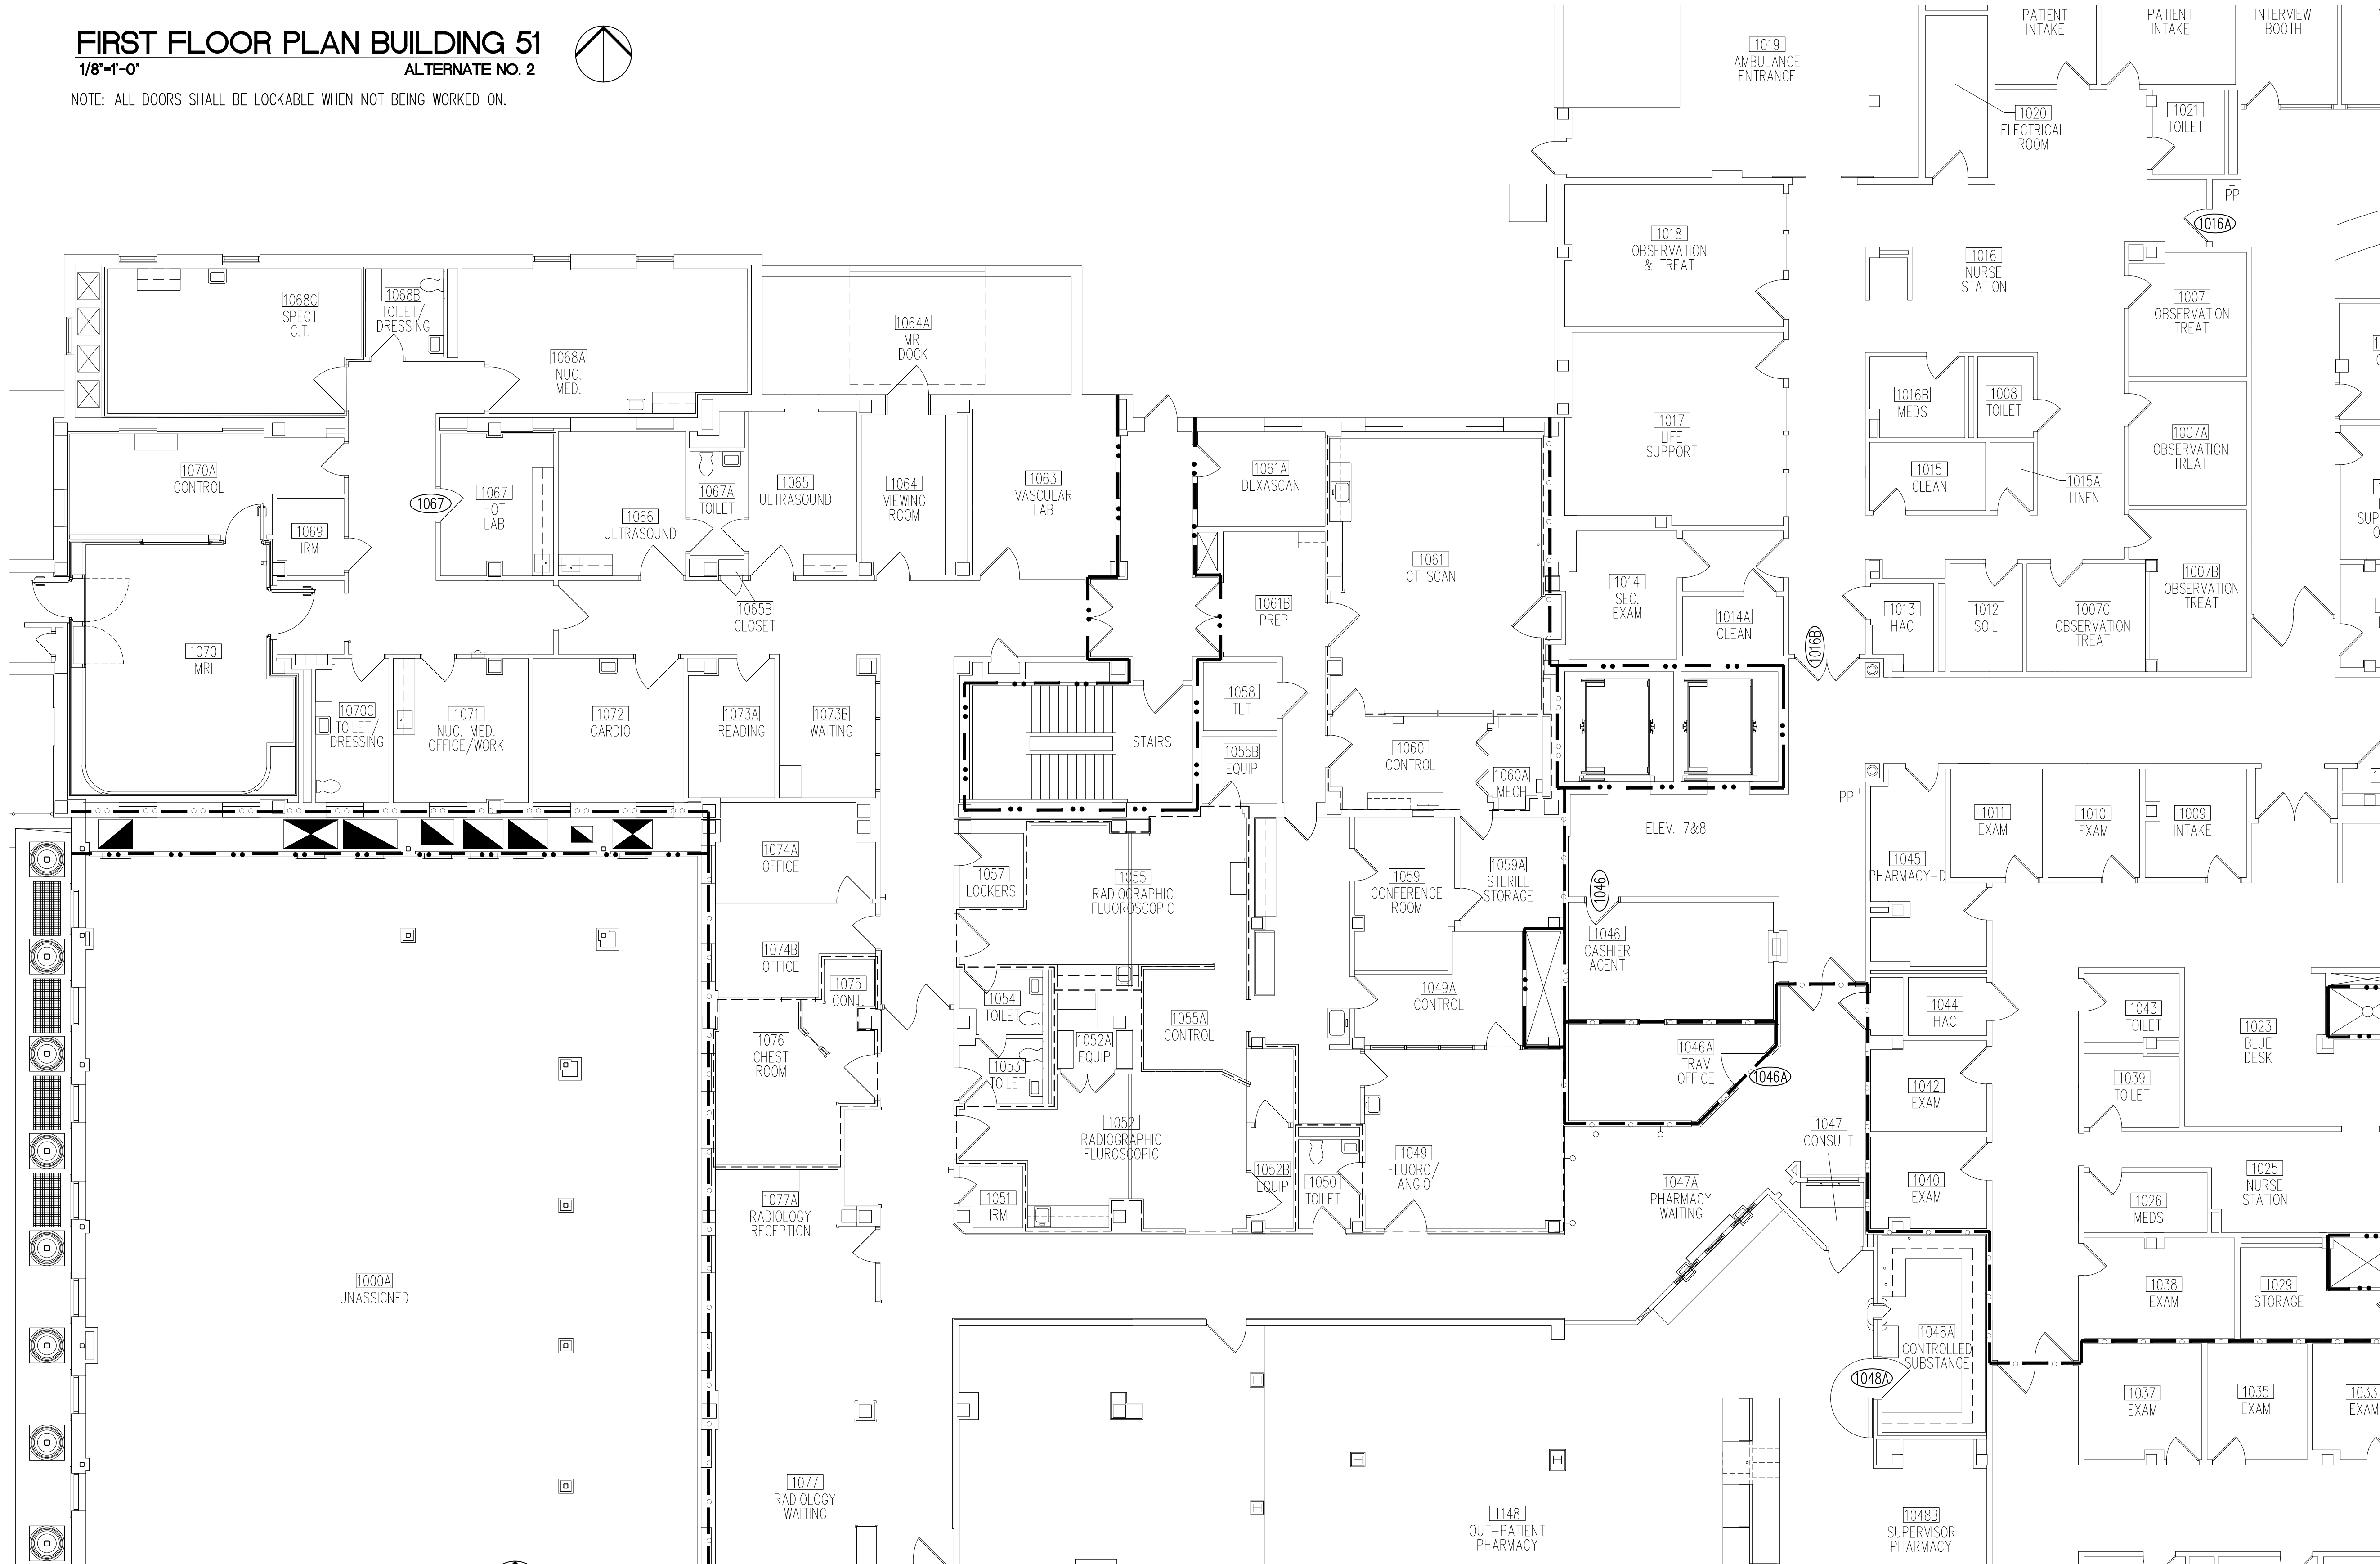 FIRST FLOOR PLAN BUILDING 51
1/8"=1'-0"
ALTERNATE NO. 2
NOTE: ALL DOORS SHALL BE LOCKABLE WHEN NOT BEING WORKED ON.
PATIENT
INTAKE
PATIENT
INTAKE
INTERVIEW
BOOTH
1019
AMBULANCE
ENTRANCE
1020
ELECTRICAL
ROOM
1021
TOILET
PP
1016A
1018
OBSERVATION
& TREAT
1016
NURSE
STATION
1007
OBSERVATION
TREAT
1068C
SPECT
C.T.
1068B
TOILET/
DRESSING
1068A
NUC.
MED.
1064A
MRI
DOCK
1017
LIFE
SUPPORT
1016B
MEDS
1008
TOILET
1007A
OBSERVATION
TREAT
1015
CLEAN
1015A
LINEN
1070A
CONTROL
1067
1067
HOT
LAB
1066
ULTRASOUND
1067A
TOILET
1065
ULTRASOUND
1064
VIEWING
ROOM
1063
VASCULAR
LAB
1061A
DEXASCAN
1069
IRM
1061
CT SCAN
1061B
PREP
1065B
CLOSET
1014
SEC.
EXAM
1014A
CLEAN
1016B
1013
HAC
1012
SOIL
1007C
OBSERVATION
TREAT
1007B
OBSERVATION
TREAT
1070
MRI
1070C
TOILET/
DRESSING
1071
NUC. MED.
OFFICE/WORK
1072
CARDIO
1073A
READING
1073B
WAITING
STAIRS
1058
TLT
1055B
EQUIP
1060
CONTROL
1060A
MECH
PP
ELEV. 7&8
1011
EXAM
1010
EXAM
1009
INTAKE
1045
PHARMACY-D
1074A
OFFICE
1057
LOCKERS
1055
RADIOGRAPHIC
FLUOROSCOPIC
1059
CONFERENCE
ROOM
1059A
STERILE
STORAGE
1046
1046
CASHIER
AGENT
1074B
OFFICE
1075
CONT.
1054
TOILET
1049A
CONTROL
1044
HAC
1043
TOILET
1023
BLUE
DESK
1076
CHEST
ROOM
1053
TOILET
1052A
EQUIP
1055A
CONTROL
1046A
TRAV
OFFICE
1046A
1042
EXAM
1039
TOILET
1047
CONSULT
1052
RADIOGRAPHIC
FLUROSCOPIC
1052B
EQUIP
1050
TOILET
1049
FLUORO/
ANGIO
1047A
PHARMACY
WAITING
1040
EXAM
1025
NURSE
STATION
1026
MEDS
1051
IRM
1077A
RADIOLOGY
RECEPTION
1000A
UNASSIGNED
1038
EXAM
1029
STORAGE
1048A
CONTROLLED
SUBSTANCE
1048A
1037
EXAM
1035
EXAM
1033
EXAM
1077
RADIOLOGY
WAITING
1148
OUT-PATIENT
PHARMACY
1048B
SUPERVISOR
PHARMACY